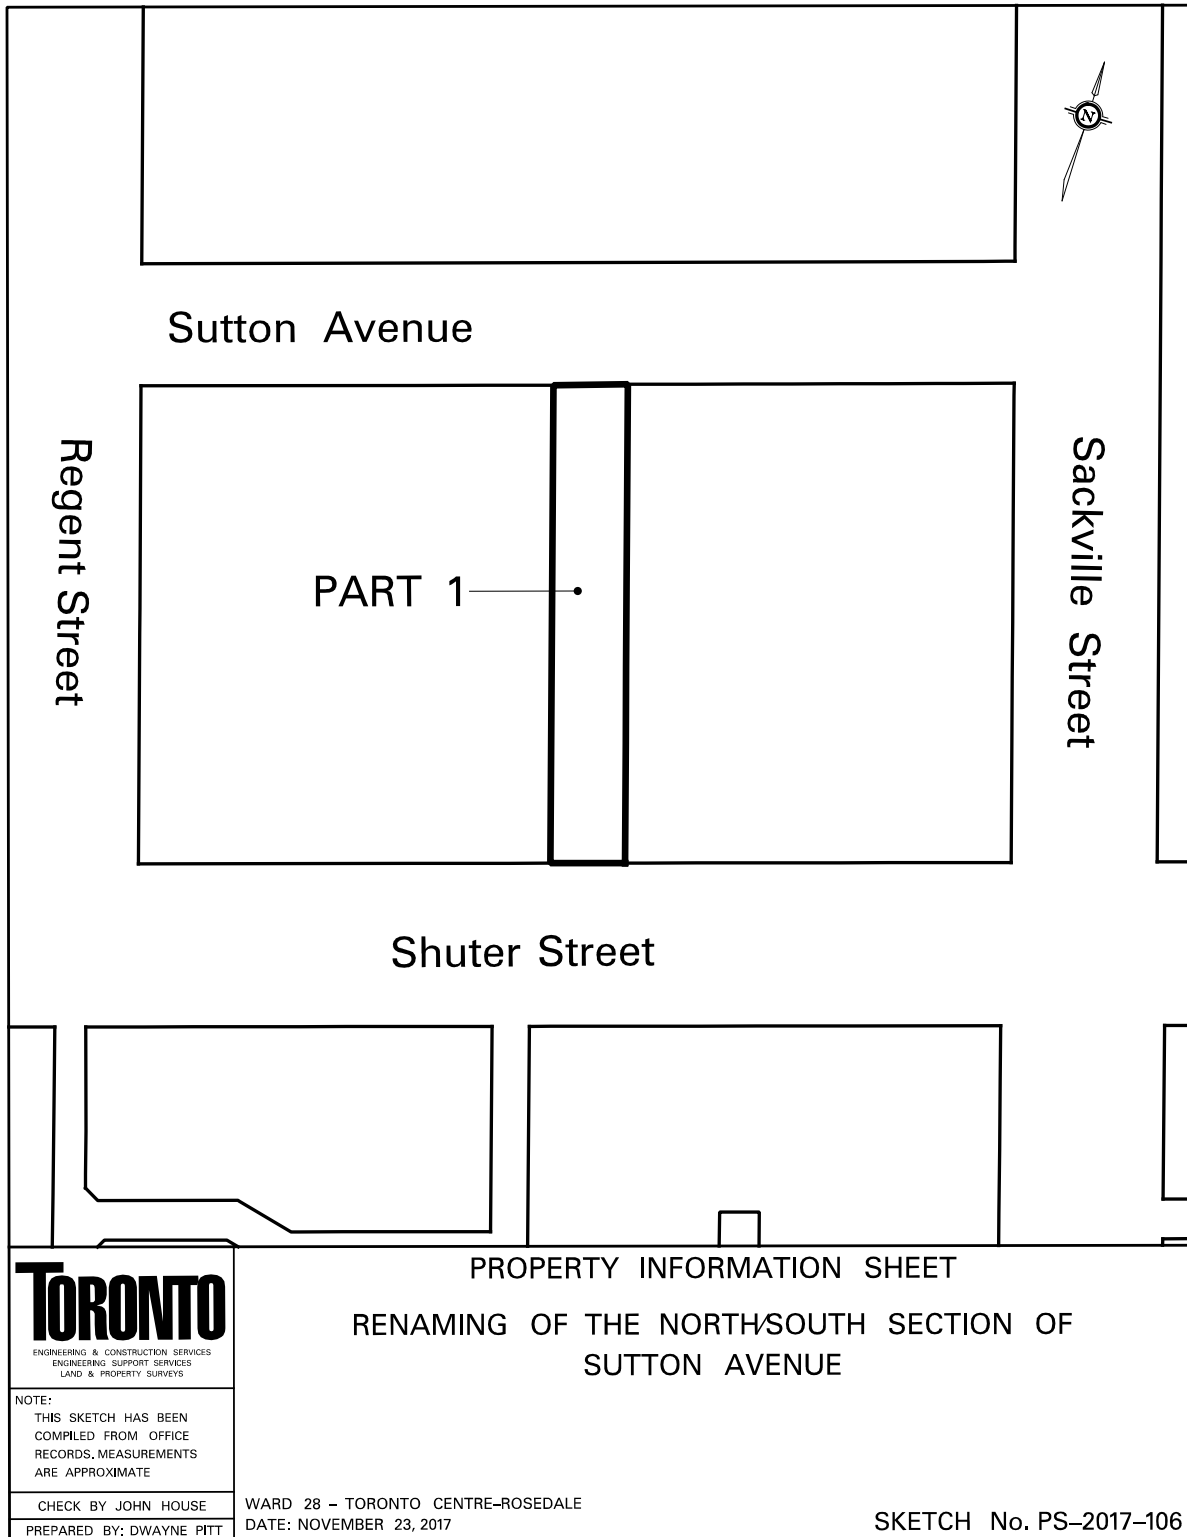 N
Sutton Avenue
Regent Street
Sackville Street
PART 1
Shuter Street
TORONTO
ENGINEERING & CONSTRUCTION SERVICES
ENGINEERING SUPPORT SERVICES
LAND & PROPERTY SURVEYS
NOTE:
THIS SKETCH HAS BEEN
COMPILED FROM OFFICE
RECORDS. MEASUREMENTS
ARE APPROXIMATE
CHECK BY JOHN HOUSE
PREPARED BY: DWAYNE PITT
PROPERTY INFORMATION SHEET
RENAMING OF THE NORTH/SOUTH SECTION OF
SUTTON AVENUE
WARD 28 – TORONTO CENTRE–ROSEDALE
DATE: NOVEMBER 23, 2017
SKETCH No. PS–2017–106